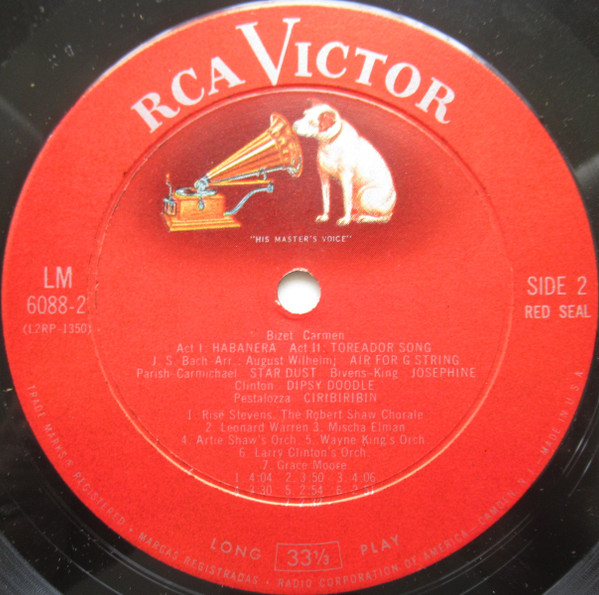 RCA VICTOR
"HIS MASTER'S VOICE"
LM
6088-2
(L2RP-1350)
SIDE 2
RED SEAL
Bizet Carmen
Act I: HABANERA Act II: TOREADOR SONG
J. S. Bach-Arr., August Wilhelmj AIR FOR G STRING
Parish-Carmichael STAR DUST Bivens-King JOSEPHINE
Clinton DIPSY DOODLE
Pestalozza CIRIBIRIBIN
1. Risë Stevens, The Robert Shaw Chorale
2. Leonard Warren 3. Mischa Elman
4. Artie Shaw's Orch. 5. Wayne King's Orch
6. Larry Clinton's Orch.
7. Grace Moore
1. 4:04 2. 3:50 3. 4:06
4:30 5. 2:54 6. 2:51
LONG 33⅓ PLAY
TRADE MARKS REGISTERED • MARCAS REGISTRADAS • RADIO CORPORATION OF AMERICA - CAMDEN, N. J. - MADE IN U.S.A.